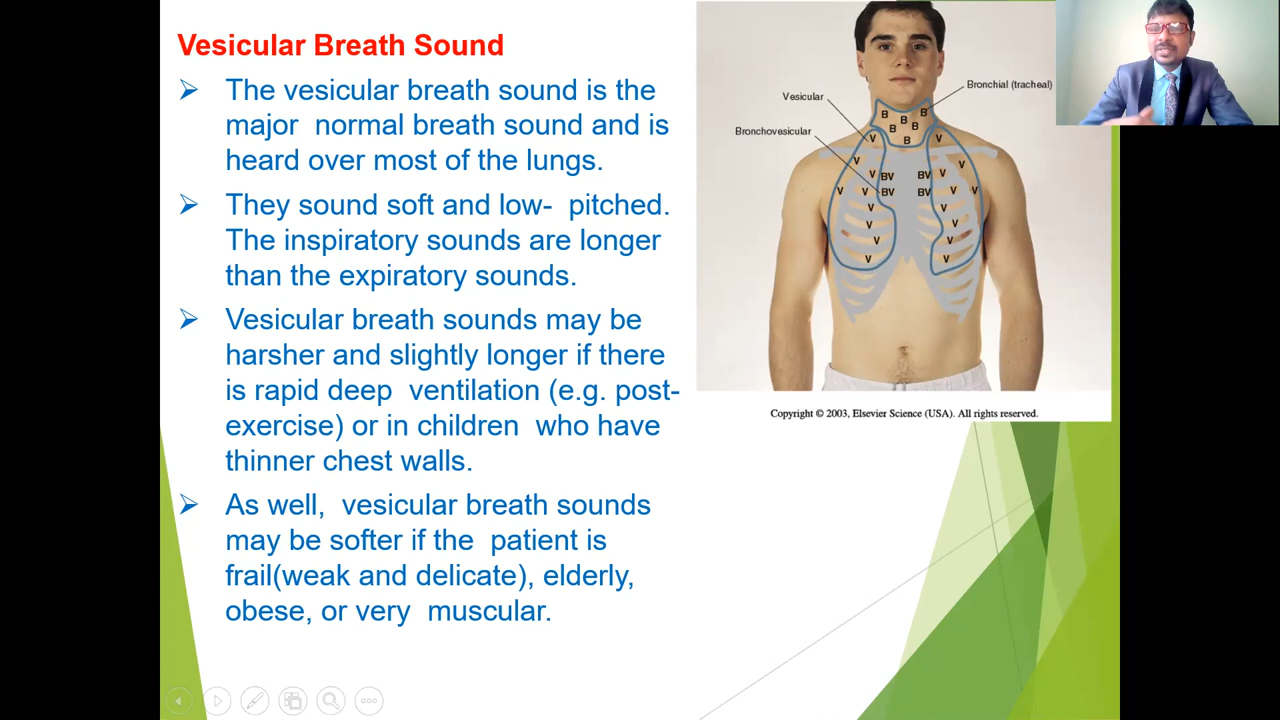 Vesicular Breath Sound
➢ The vesicular breath sound is the
major normal breath sound and is
heard over most of the lungs.
➢ They sound soft and low- pitched.
The inspiratory sounds are longer
than the expiratory sounds.
➢ Vesicular breath sounds may be
harsher and slightly longer if there
is rapid deep ventilation (e.g. post-
exercise) or in children who have
thinner chest walls.
➢ As well, vesicular breath sounds
may be softer if the patient is
frail(weak and delicate), elderly,
obese, or very muscular.
Bronchial (tracheal)
Vesicular
Bronchovesicular
B B B
B B
B
V V
V V
V BV BV V
V V BV BV V V
V V
V V
V V
V V
Copyright © 2003, Elsevier Science (USA). All rights reserved.